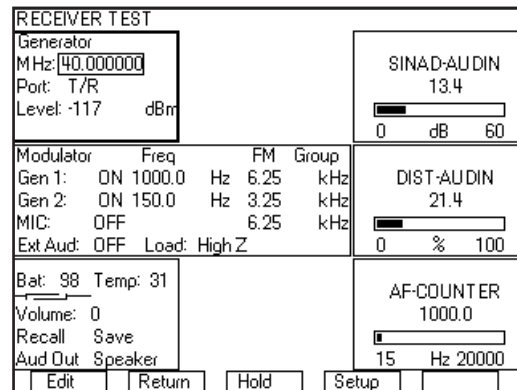 RECEIVER TEST
Generator
MHz: 40.000000
Port: T/R
Level: -117 dBm
SINAD-AUDIN
13.4
0 dB 60
Modulator Freq FM Group
Gen 1: ON 1000.0 Hz 6.25 kHz
Gen 2: ON 150.0 Hz 3.25 kHz
MIC: OFF 6.25 kHz
Ext Aud: OFF Load: High Z
DIST-AUDIN
21.4
0 % 100
Bat: 98 Temp: 31
Volume: 0
Recall Save
Aud Out Speaker
AF-COUNTER
1000.0
15 Hz 20000
Edit Return Hold Setup